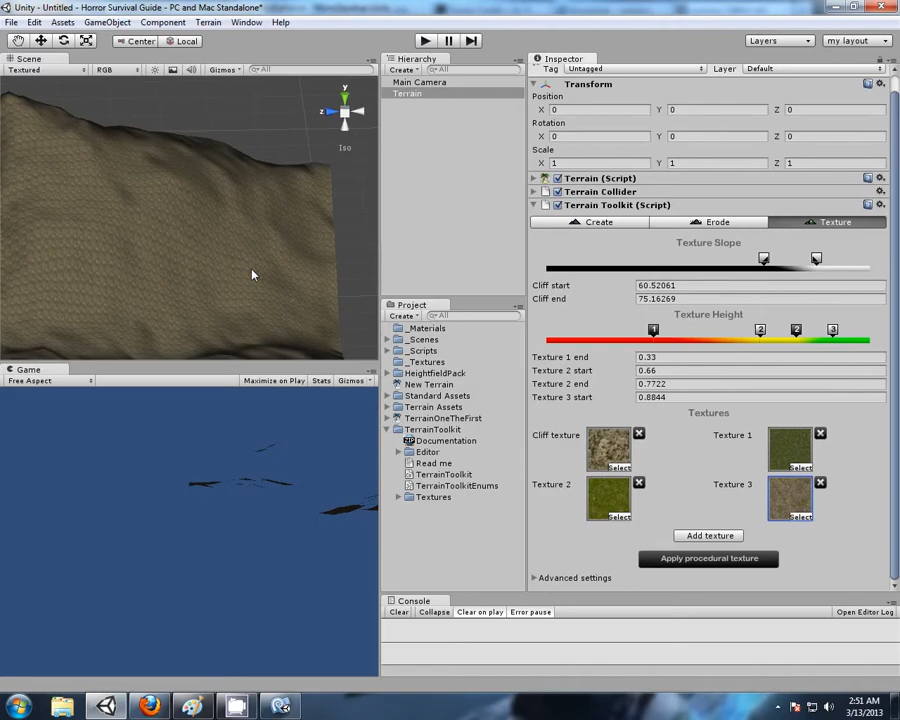 Unity - Untitled - Horror Survival Guide - PC and Mac Standalone*
File Edit Assets GameObject Component Terrain Window Help
Center Local Layers my layout
Scene
Textured RGB Gizmos All
y
z
Iso
Hierarchy
Create All
Main Camera
Terrain
Project
Create All
_Materials
_Scenes
_Scripts
_Textures
HeightfieldPack
New Terrain
Standard Assets
Terrain Assets
TerrainOneTheFirst
TerrainToolkit
Documentation
Editor
Read me
TerrainToolkit
TerrainToolkitEnums
Textures
Inspector
Tag Untagged Layer Default
Transform
Position
X 0 Y 0 Z 0
Rotation
X 0 Y 0 Z 0
Scale
X 1 Y 1 Z 1
Terrain (Script)
Terrain Collider
Terrain Toolkit (Script)
Create Erode Texture
Texture Slope
Cliff start 60.52061
Cliff end 75.16269
Texture Height
1 2 2 3
Texture 1 end 0.33
Texture 2 start 0.66
Texture 2 end 0.7722
Texture 3 start 0.8844
Textures
Cliff texture Select Texture 1 Select
Texture 2 Select Texture 3 Select
Add texture
Apply procedural texture
Advanced settings
Game
Free Aspect Maximize on Play Stats Gizmos
Console
Clear Collapse Clear on play Error pause Open Editor Log
2:51 AM
3/13/2013